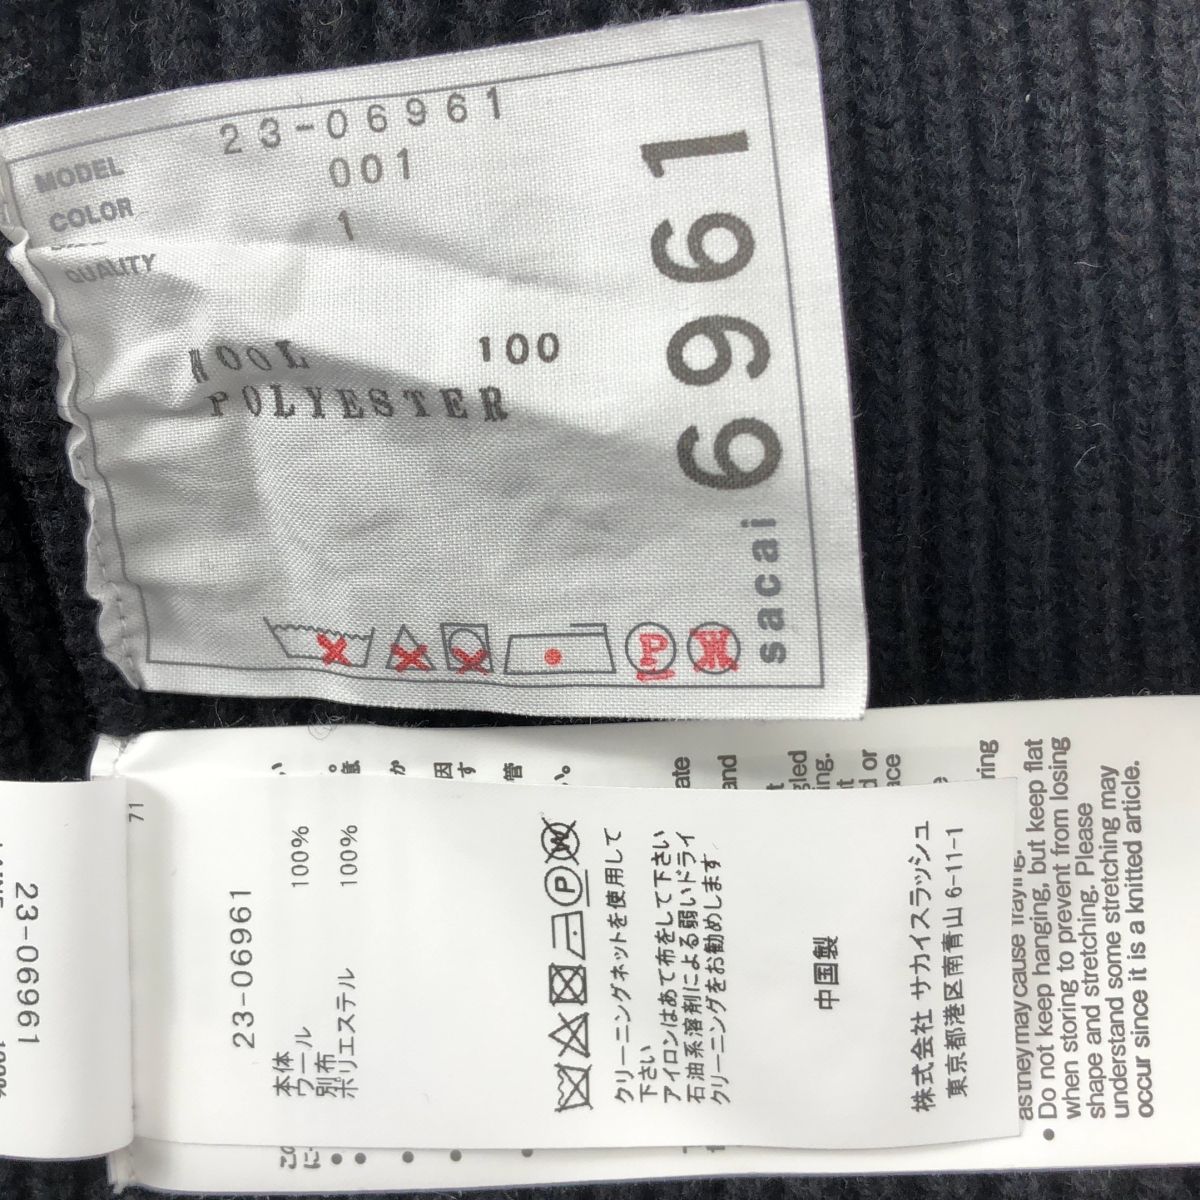 MODEL 23-06961
COLOR 001
1
QUALITY
WOOL 100
POLYESTER
sacai 6961
P
71
23-06961
23-06961
本体
ウール 100%
別布
ポリエステル 100%
P
W
クリーニングネットを使用して
下さい
アイロンはあて布をして下さい
石油系溶剤による弱いドライ
クリーニングをお勧めします
中国製
株式会社 サカイスラッシュ
東京都港区南青山 6-11-1
as they may cause fraying.
• Do not keep hanging, but keep flat
when storing to prevent from losing
shape and stretching. Please
understand some stretching may
occur since it is a knitted article.